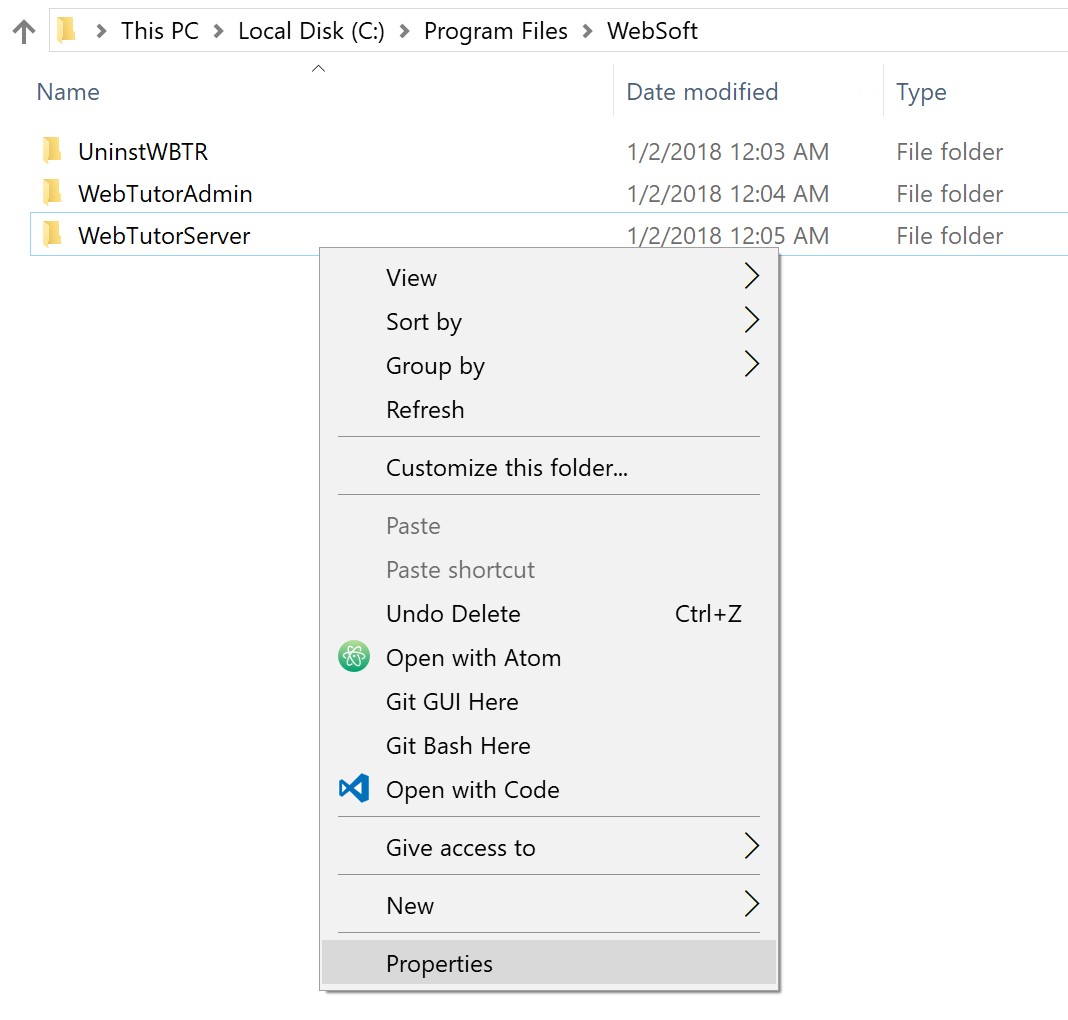 This PC > Local Disk (C:) > Program Files > WebSoft
Name Date modified Type
UninstWBTR 1/2/2018 12:03 AM File folder
WebTutorAdmin 1/2/2018 12:04 AM File folder
WebTutorServer 1/2/2018 12:05 AM File folder
View
Sort by
Group by
Refresh
Customize this folder...
Paste
Paste shortcut
Undo Delete Ctrl+Z
Open with Atom
Git GUI Here
Git Bash Here
Open with Code
Give access to
New
Properties